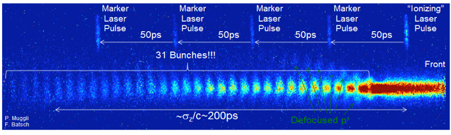 Marker
Laser
Pulse
Marker
Laser
Pulse
Marker
Laser
Pulse
Marker
Laser
Pulse
"Ionizing"
Laser
Pulse
50ps
50ps
50ps
50ps
31 Bunches!!!
Front
~σz/c~200ps
Defocused p+
P. Muggli
F. Batsch